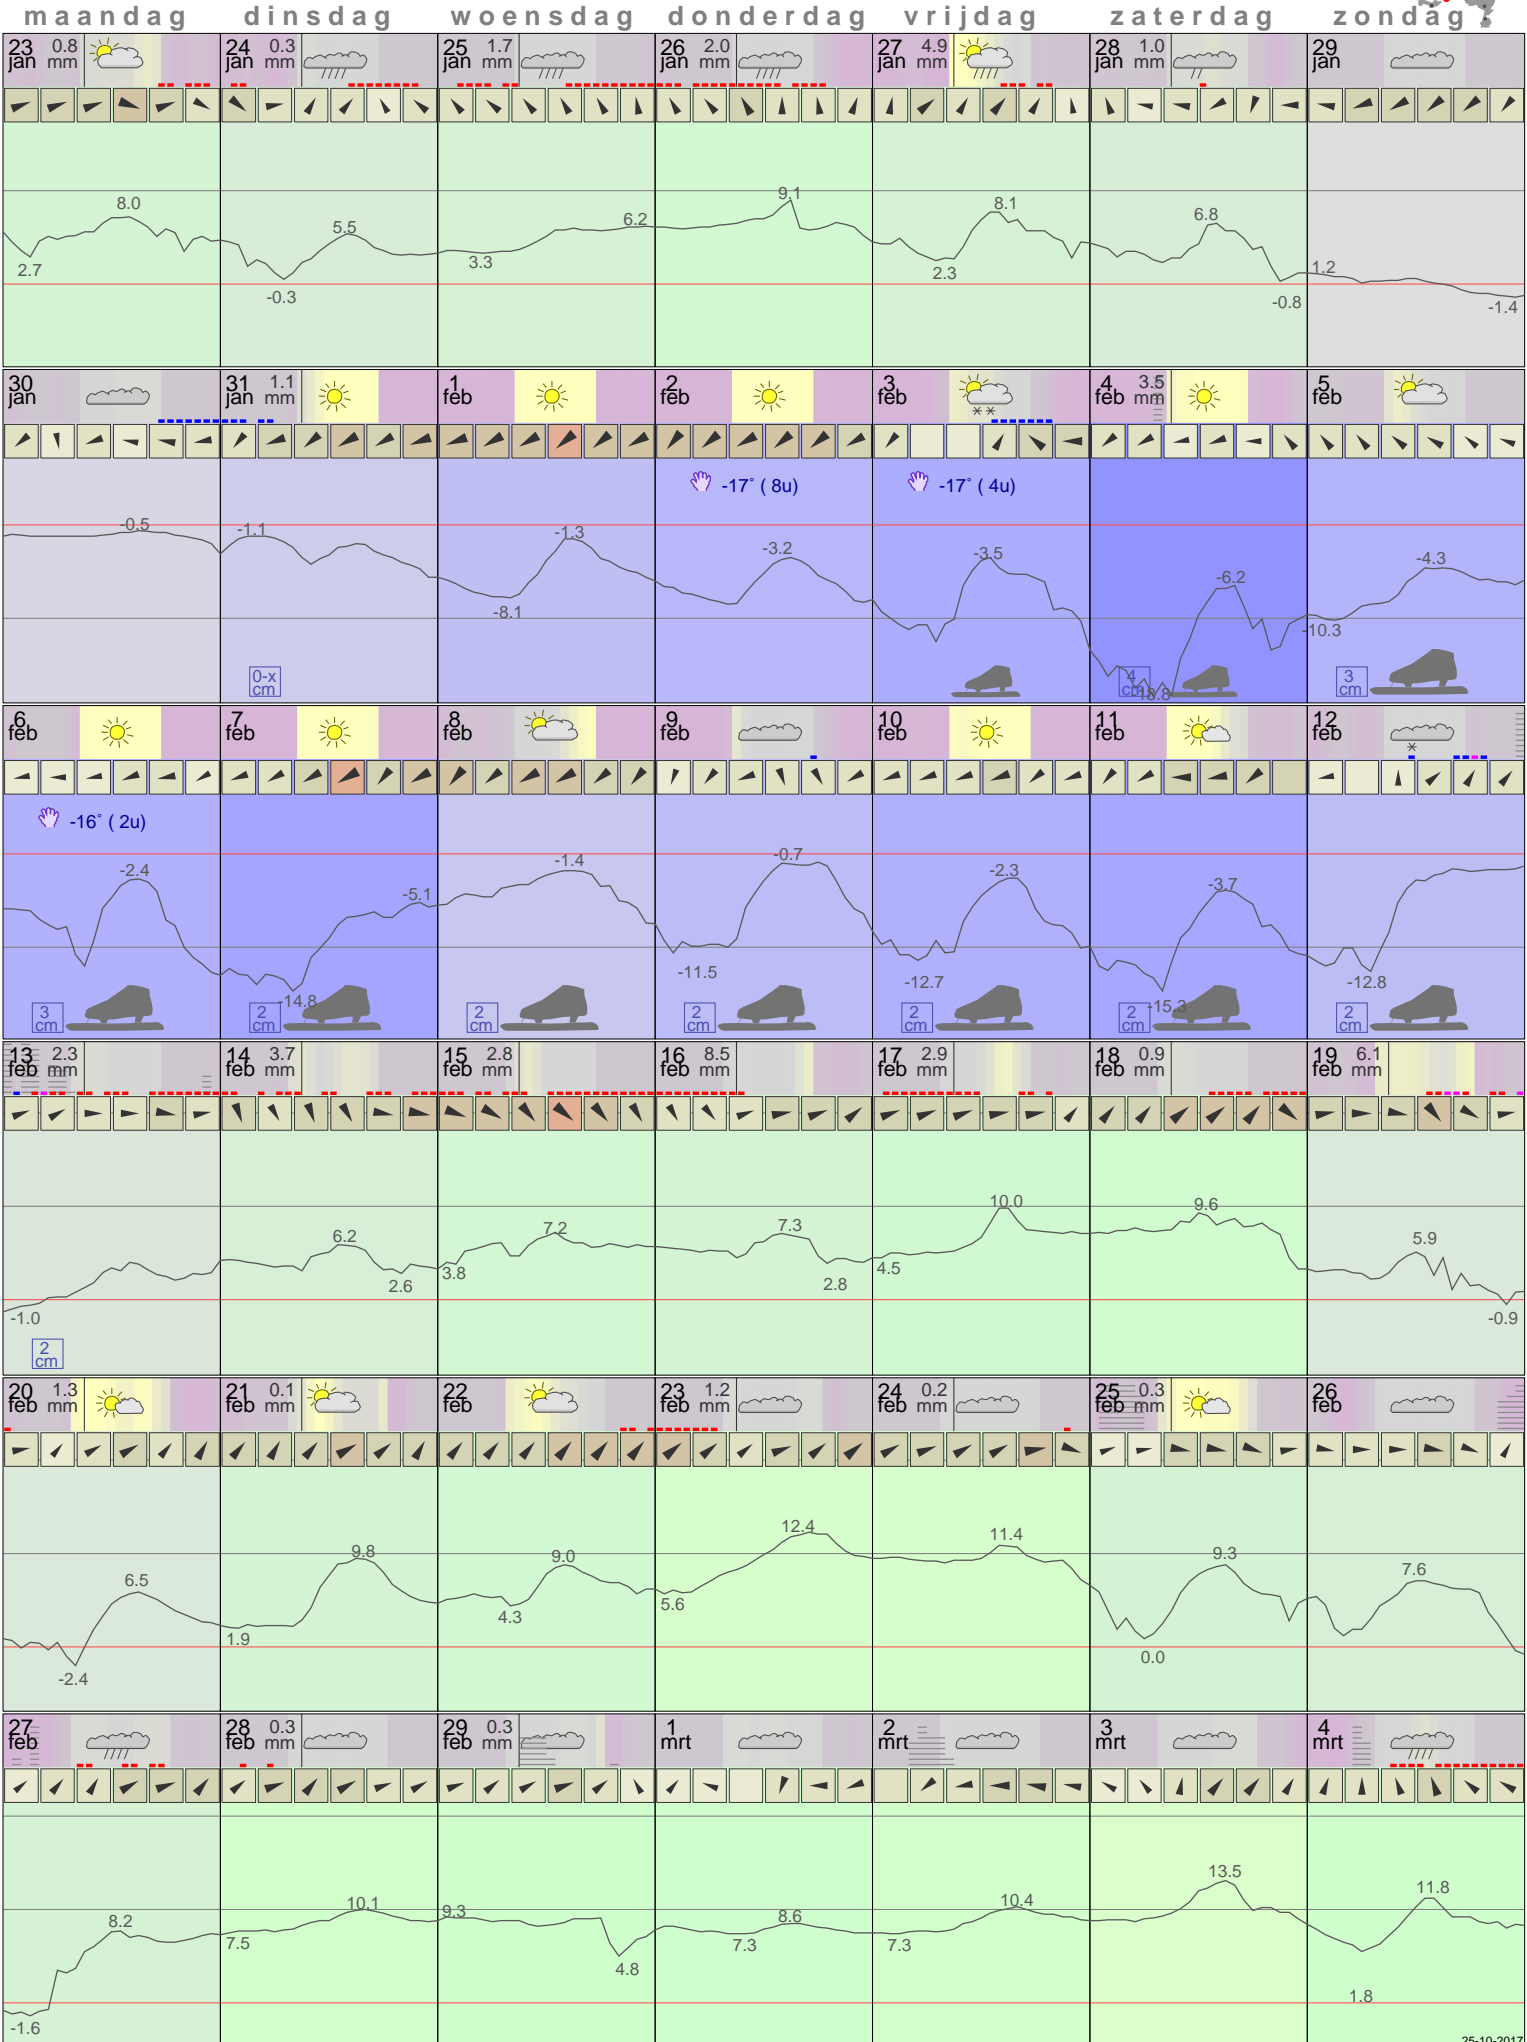 maandag dinsdag woensdag donderdag vrijdag zaterdag zondag
23 jan 0.8 mm 24 jan 0.3 mm 25 jan 1.7 mm 26 jan 2.0 mm 27 jan 4.9 mm 28 jan 1.0 mm 29 jan
8.0 5.5 6.2 9.1 8.1 6.8
2.7 -0.3 3.3 2.3 -0.8 1.2 -1.4
30 jan 31 jan 1.1 mm 1 feb 2 feb 3 feb 4 feb 3.5 mm 5 feb
-17° ( 8u) -17° ( 4u)
-0.5 -1.1 -1.3 -3.2 -3.5 -6.2 -4.3
-8.1 -18.8 -10.3
0-x cm 4 cm 3 cm
6 feb 7 feb 8 feb 9 feb 10 feb 11 feb 12 feb
-16° ( 2u)
-2.4 -5.1 -1.4 -0.7 -2.3 -3.7
-14.8 -11.5 -12.7 -15.3 -12.8
3 cm 2 cm 2 cm 2 cm 2 cm 2 cm 2 cm
13 feb 2.3 mm 14 feb 3.7 mm 15 feb 2.8 mm 16 feb 8.5 mm 17 feb 2.9 mm 18 feb 0.9 mm 19 feb 6.1 mm
6.2 7.2 7.3 10.0 9.6 5.9
-1.0 2.6 3.8 2.8 4.5 -0.9
2 cm
20 feb 1.3 mm 21 feb 0.1 mm 22 feb 23 feb 1.2 mm 24 feb 0.2 mm 25 feb 0.3 mm 26 feb
6.5 9.8 9.0 12.4 11.4 9.3 7.6
-2.4 1.9 4.3 5.6 0.0
27 feb 28 feb 0.3 mm 29 feb 0.3 mm 1 mrt 2 mrt 3 mrt 4 mrt
8.2 10.1 9.3 8.6 10.4 13.5 11.8
-1.6 7.5 4.8 7.3 7.3 1.8
25-10-2017